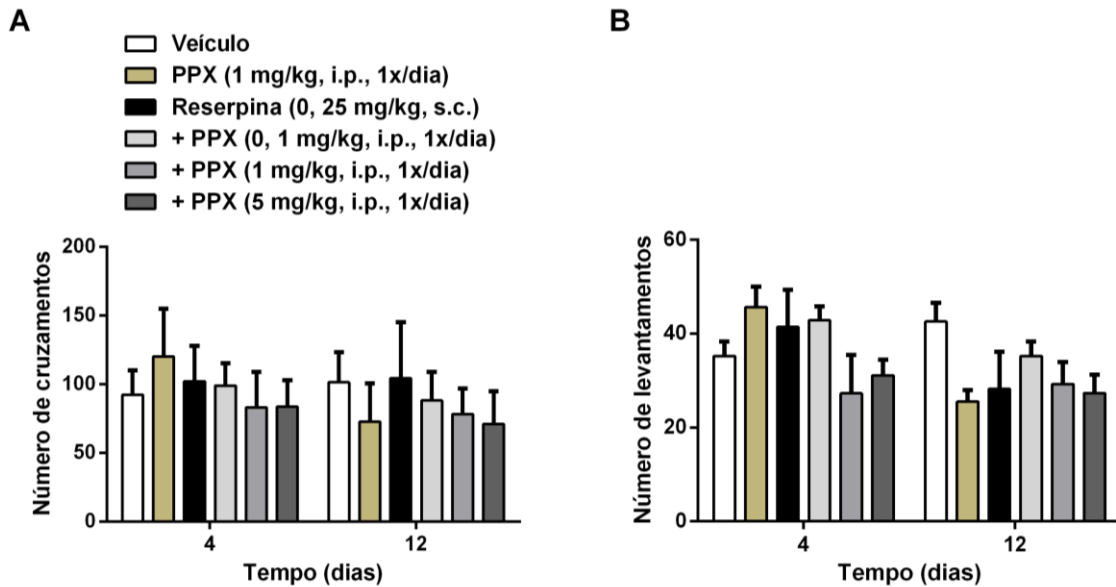 A
Veículo
PPX (1 mg/kg, i.p., 1x/dia)
Reserpina (0, 25 mg/kg, s.c.)
+ PPX (0, 1 mg/kg, i.p., 1x/dia)
+ PPX (1 mg/kg, i.p., 1x/dia)
+ PPX (5 mg/kg, i.p., 1x/dia)
Número de cruzamentos
200
150
100
50
0
4
12
Tempo (dias)
B
Número de levantamentos
60
40
20
0
4
12
Tempo (dias)